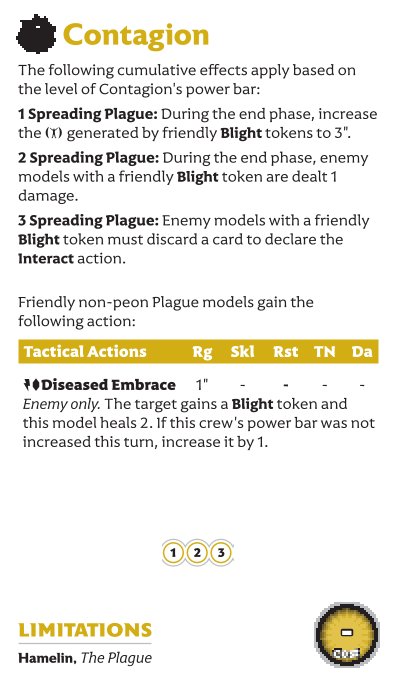 Contagion
The following cumulative effects apply based on
the level of Contagion's power bar:
1 Spreading Plague: During the end phase, increase
the generated by friendly Blight tokens to 3".
2 Spreading Plague: During the end phase, enemy
models with a friendly Blight token are dealt 1
damage.
3 Spreading Plague: Enemy models with a friendly
Blight token must discard a card to declare the
Interact action.
Friendly non-peon Plague models gain the
following action:
Tactical Actions Rg Skl Rst TN Da
Diseased Embrace 1" - - - -
Enemy only. The target gains a Blight token and
this model heals 2. If this crew's power bar was not
increased this turn, increase it by 1.
1 2 3
LIMITATIONS
Hamelin, The Plague